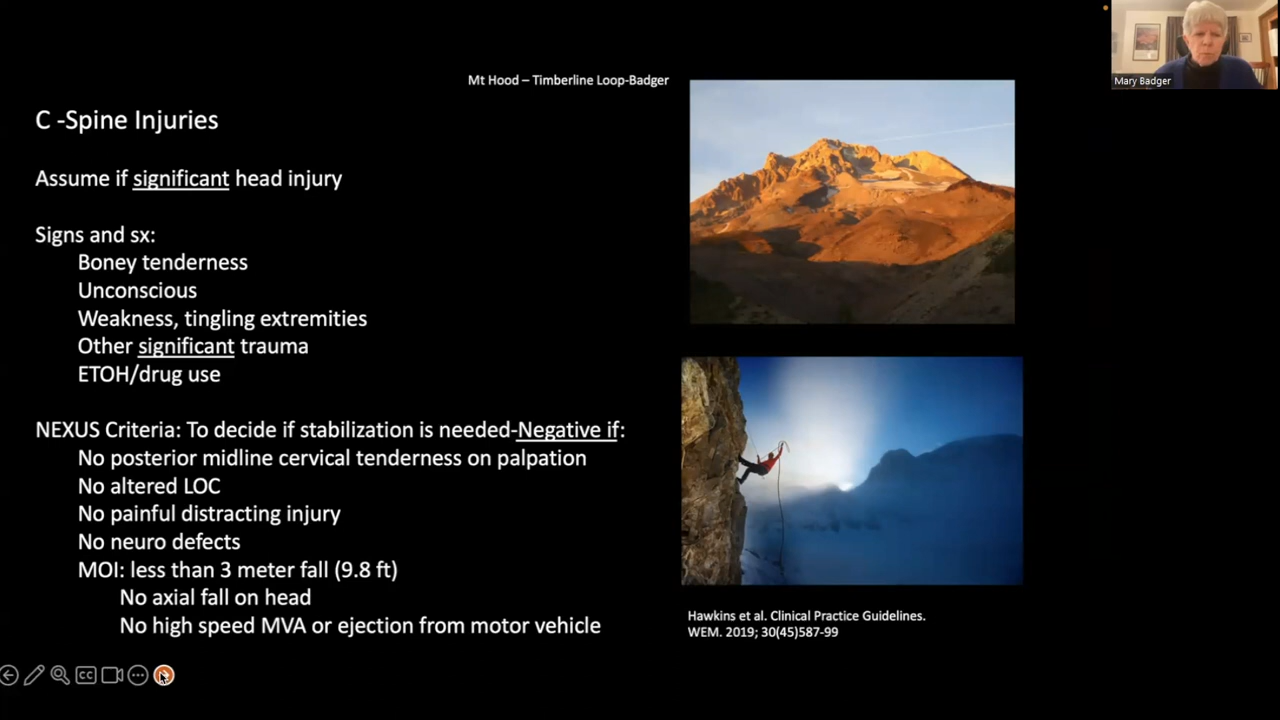 Mt Hood – Timberline Loop-Badger
Mary Badger
C -Spine Injuries
Assume if significant head injury
Signs and sx:
Boney tenderness
Unconscious
Weakness, tingling extremities
Other significant trauma
ETOH/drug use
NEXUS Criteria: To decide if stabilization is needed-Negative if:
No posterior midline cervical tenderness on palpation
No altered LOC
No painful distracting injury
No neuro defects
MOI: less than 3 meter fall (9.8 ft)
No axial fall on head
No high speed MVA or ejection from motor vehicle
Hawkins et al. Clinical Practice Guidelines.
WEM. 2019; 30(45)587-99
CC